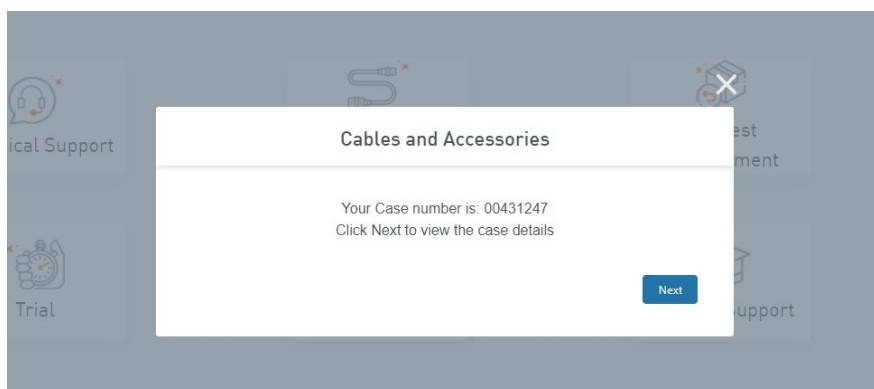 Cables and Accessories
Your Case number is: 00431247
Click Next to view the case details
Next
ical Support
est
ment
Trial
upport